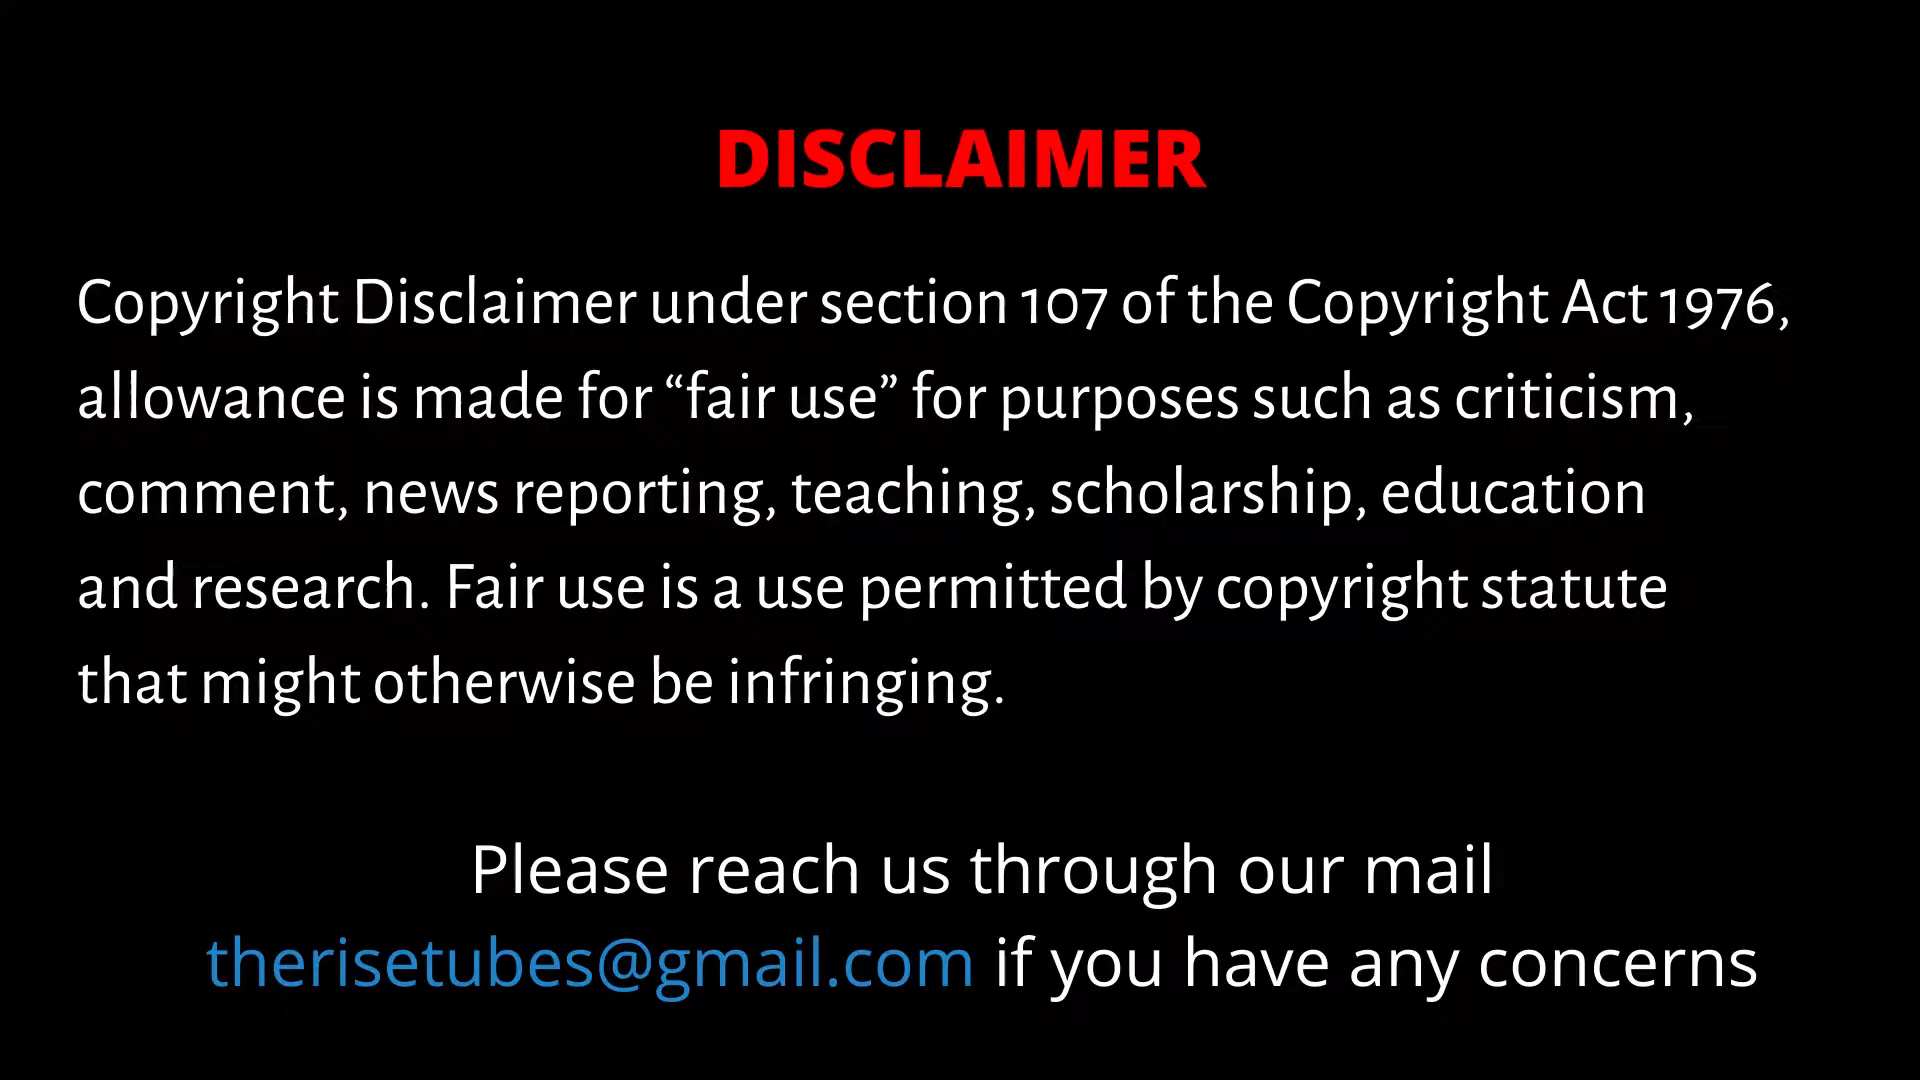 DISCLAIMER
Copyright Disclaimer under section 107 of the Copyright Act 1976,
allowance is made for “fair use” for purposes such as criticism,
comment, news reporting, teaching, scholarship, education
and research. Fair use is a use permitted by copyright statute
that might otherwise be infringing.
Please reach us through our mail
therisetubes@gmail.com if you have any concerns